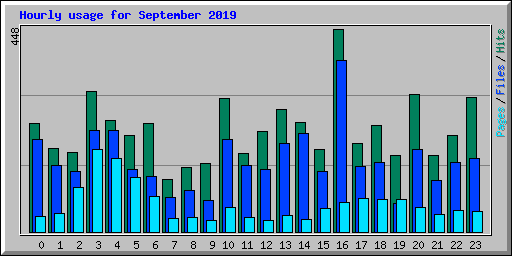 Hourly usage for September 2019
448
Pages/Files/Hits
0 1 2 3 4 5 6 7 8 9 10 11 12 13 14 15 16 17 18 19 20 21 22 23